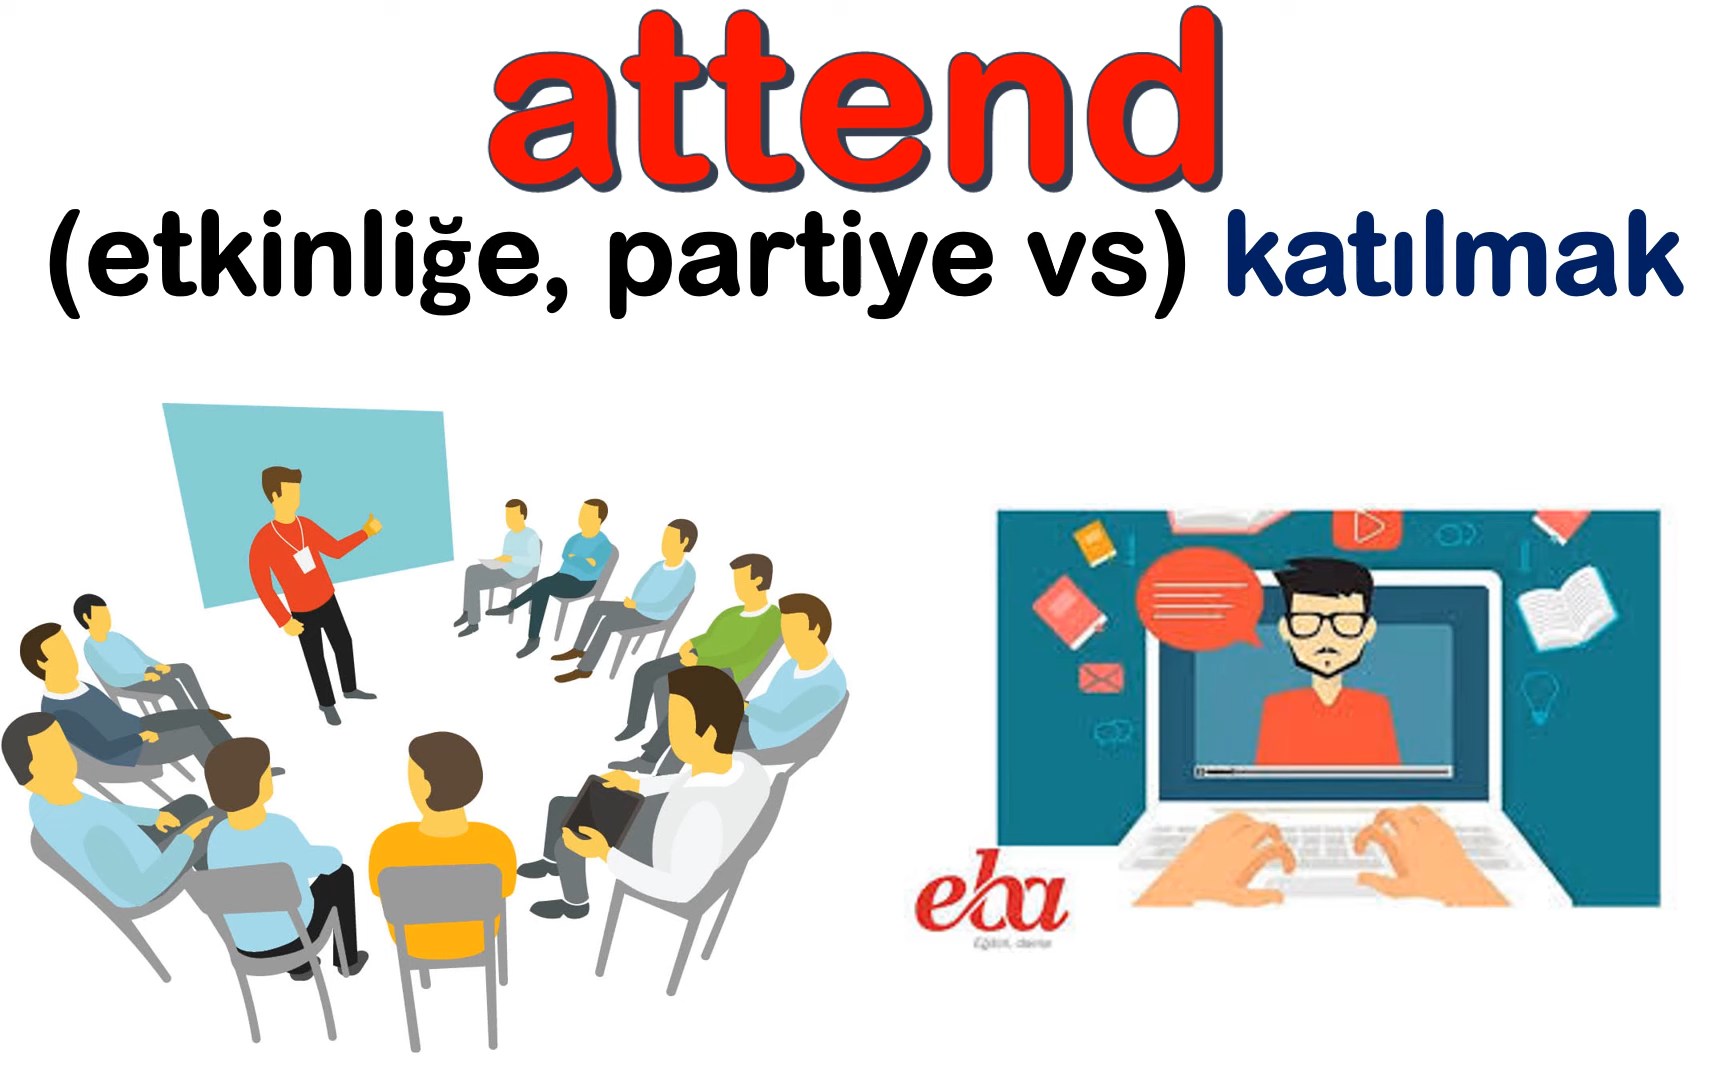 attend
(etkinliğe, partiye vs) katılmak
eba